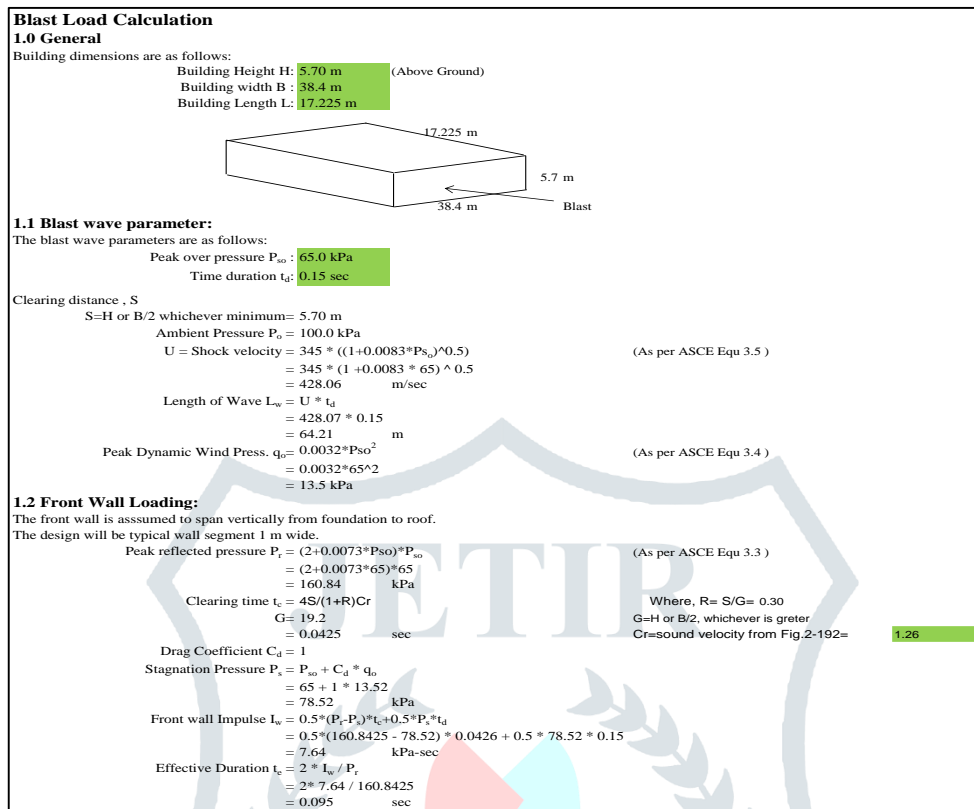 Blast Load Calculation
1.0 General
Building dimensions are as follows:
Building Height H: 5.70 m (Above Ground)
Building width B : 38.4 m
Building Length L: 17.225 m
17.225 m
5.7 m
38.4 m Blast
1.1 Blast wave parameter:
The blast wave parameters are as follows:
Peak over pressure Pso : 65.0 kPa
Time duration td: 0.15 sec
Clearing distance , S
S=H or B/2 whichever minimum= 5.70 m
Ambient Pressure Po = 100.0 kPa
U = Shock velocity = 345 * ((1+0.0083*Pso)^0.5) (As per ASCE Equ 3.5 )
= 345 * (1 +0.0083 * 65) ^ 0.5
= 428.06 m/sec
Length of Wave Lw = U * td
= 428.07 * 0.15
= 64.21 m
Peak Dynamic Wind Press. qo= 0.0032*Pso2 (As per ASCE Equ 3.4 )
= 0.0032*65^2
= 13.5 kPa
1.2 Front Wall Loading:
The front wall is asssumed to span vertically from foundation to roof.
The design will be typical wall segment 1 m wide.
Peak reflected pressure Pr = (2+0.0073*Pso)*Pso (As per ASCE Equ 3.3 )
= (2+0.0073*65)*65
= 160.84 kPa
Clearing time tc = 4S/(1+R)Cr Where, R= S/G= 0.30
G= 19.2 G=H or B/2, whichever is greter
= 0.0425 sec Cr=sound velocity from Fig.2-192= 1.26
Drag Coefficient Cd = 1
Stagnation Pressure Ps = Pso + Cd * qo
= 65 + 1 * 13.52
= 78.52 kPa
Front wall Impulse Iw = 0.5*(Pr-Ps)*tc+0.5*Ps*td
= 0.5*(160.8425 - 78.52) * 0.0426 + 0.5 * 78.52 * 0.15
= 7.64 kPa-sec
Effective Duration te = 2 * Iw / Pr
= 2* 7.64 / 160.8425
= 0.095 sec
JETIR